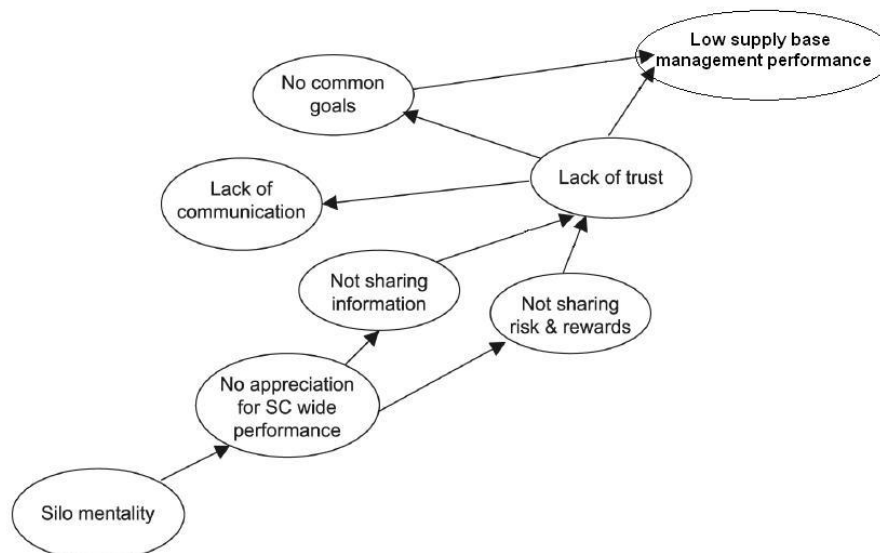 Low supply base
management performance
No common
goals
Lack of trust
Lack of
communication
Not sharing
information
Not sharing
risk & rewards
No appreciation
for SC wide
performance
Silo mentality